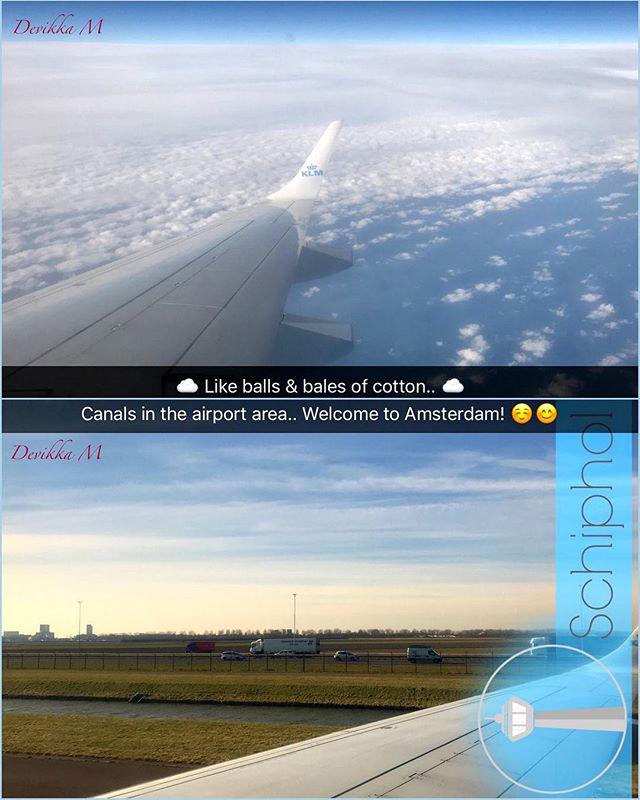 Devikka M
KLM
☁️ Like balls & bales of cotton.. ☁️
Canals in the airport area.. Welcome to Amsterdam! ☺️😊
Devikka M
Schiphol